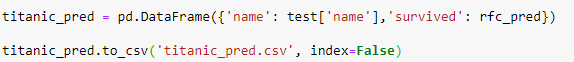 titanic_pred = pd.DataFrame({'name': test['name'],'survived': rfc_pred})
titanic_pred.to_csv('titanic_pred.csv', index=False)